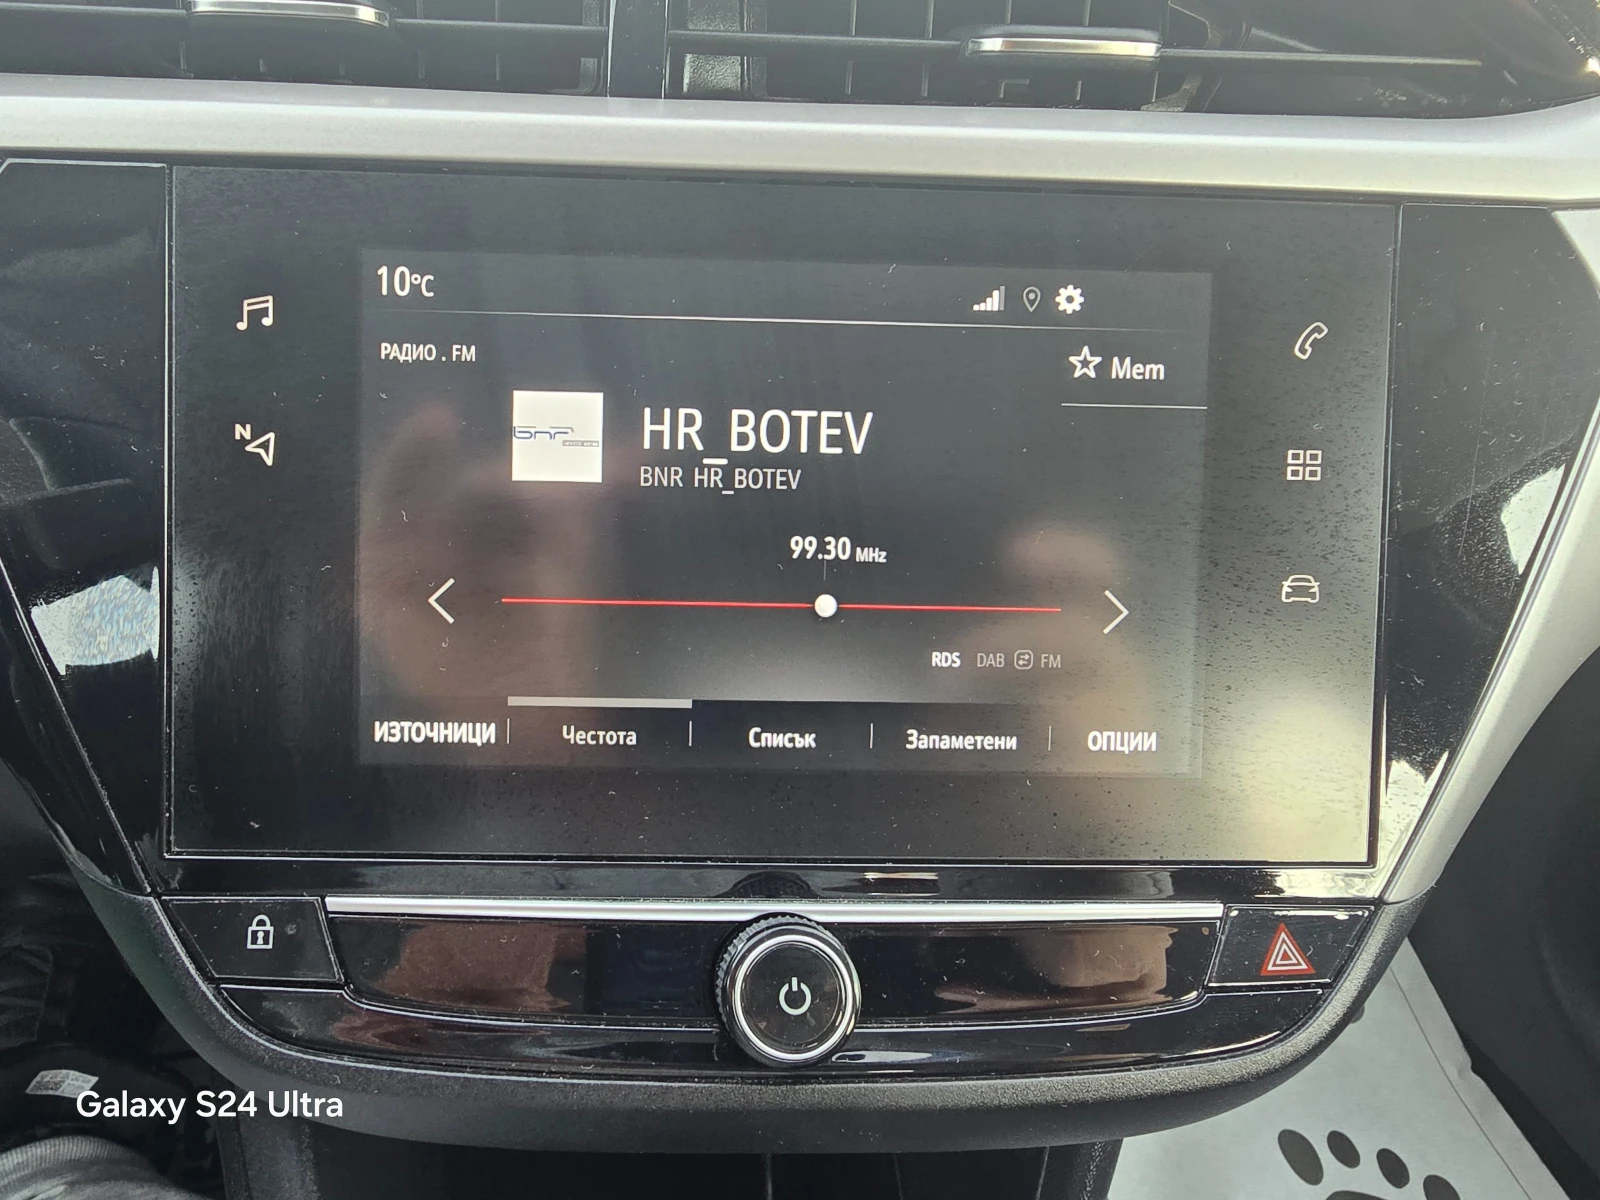 10°C
РАДИО . FM
Mem
bnr
HR_BOTEV
BNR HR_BOTEV
99.30 MHz
RDS DAB FM
ИЗТОЧНИЦИ Честота Списък Запаметени ОПЦИИ
N
Galaxy S24 Ultra